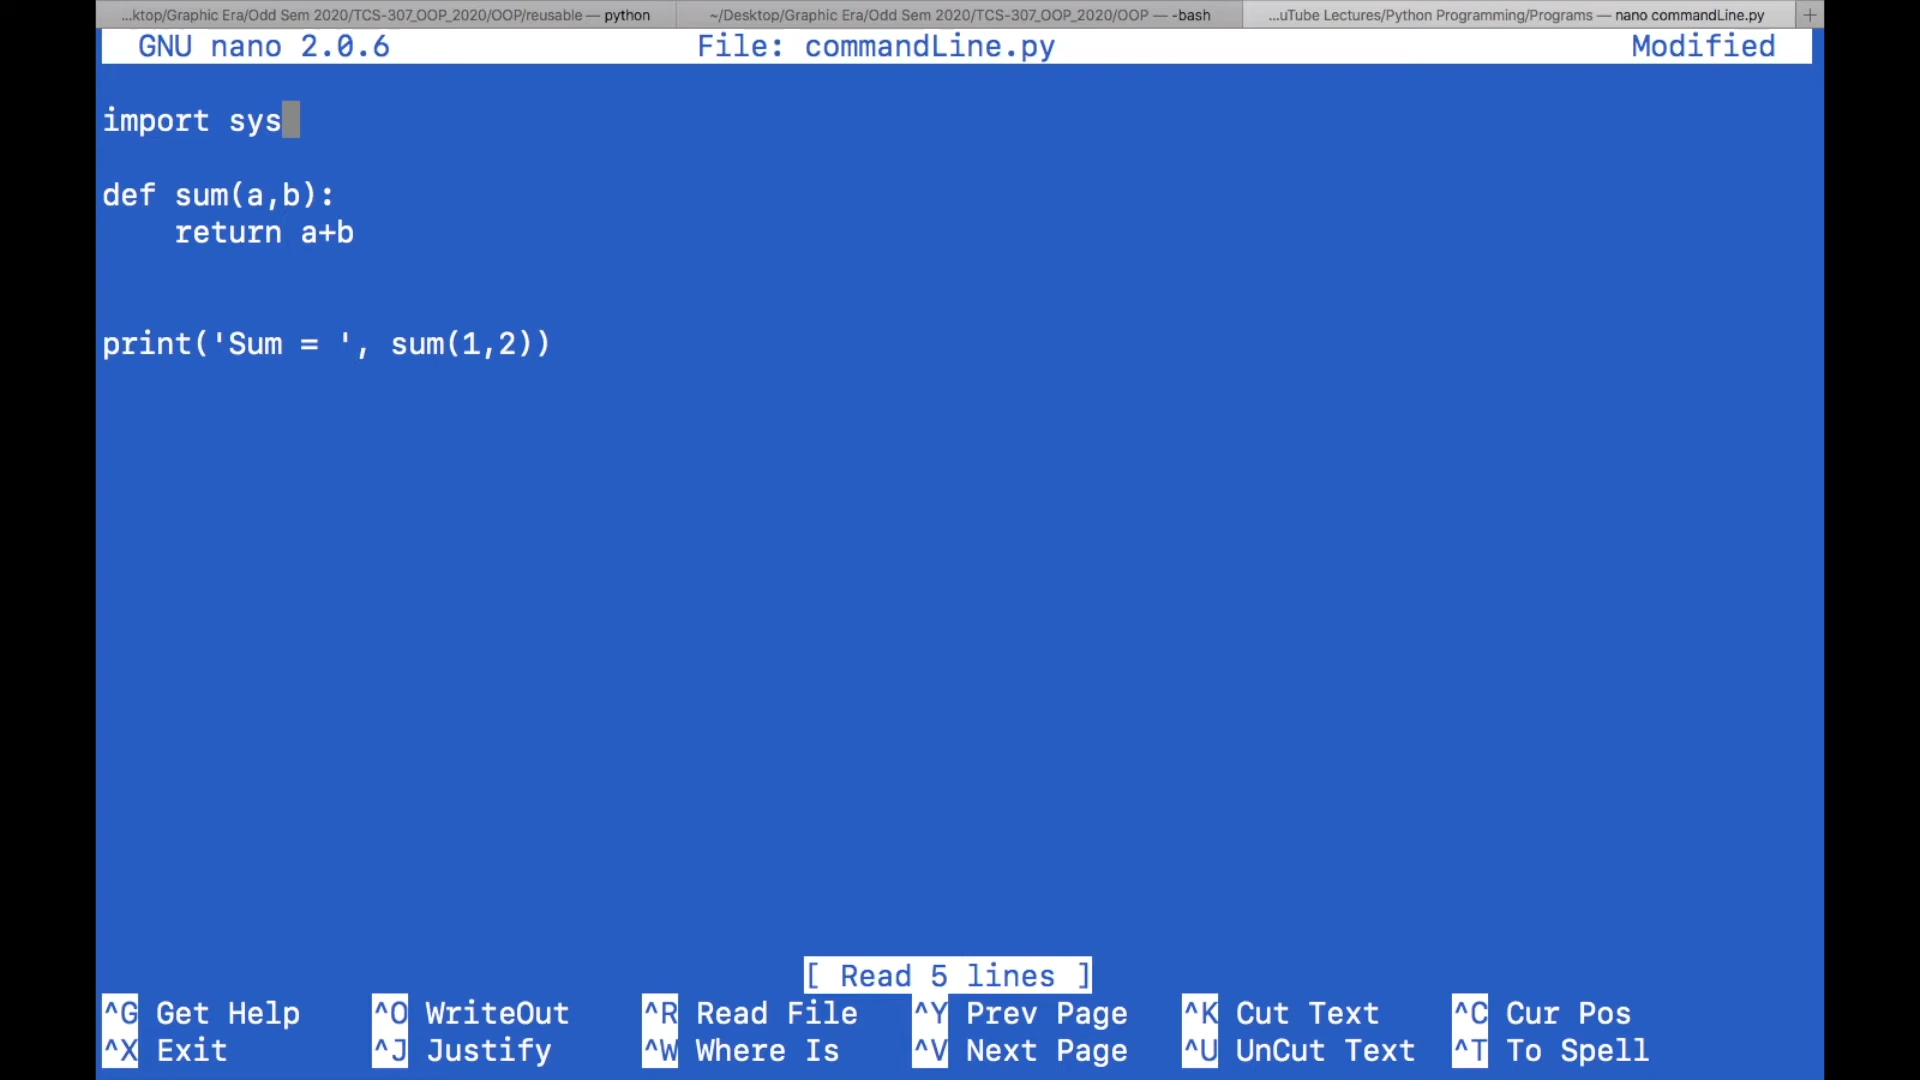 ...ktop/Graphic Era/Odd Sem 2020/TCS-307_OOP_2020/OOP/reusable — python
~/Desktop/Graphic Era/Odd Sem 2020/TCS-307_OOP_2020/OOP — -bash
...uTube Lectures/Python Programming/Programs — nano commandLine.py
+
GNU nano 2.0.6 File: commandLine.py Modified
import sys
def sum(a,b):
    return a+b
print('Sum = ', sum(1,2))
[ Read 5 lines ]
^G Get Help ^O WriteOut ^R Read File ^Y Prev Page ^K Cut Text ^C Cur Pos
^X Exit ^J Justify ^W Where Is ^V Next Page ^U UnCut Text ^T To Spell